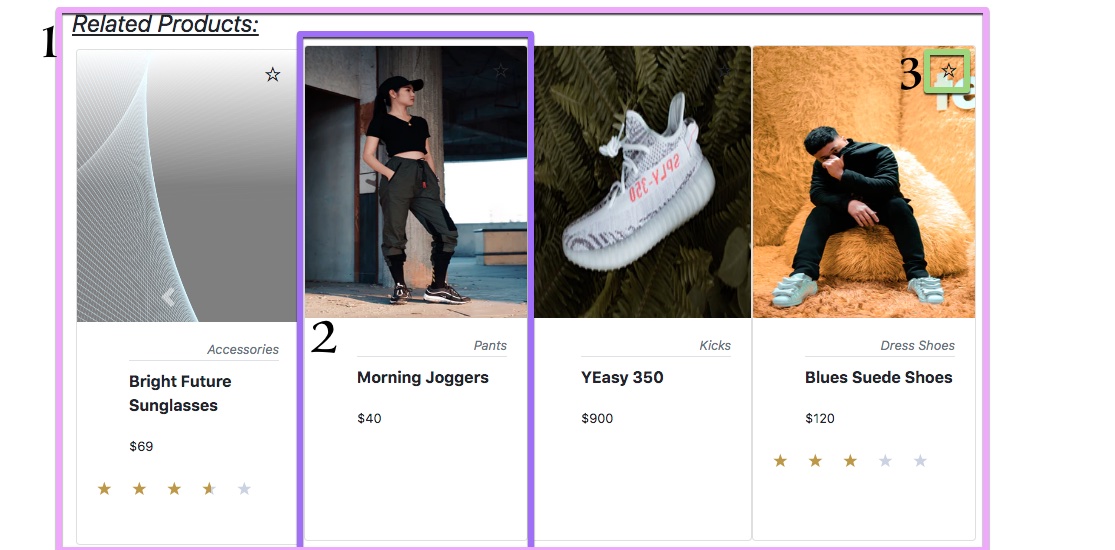 1
Related Products:
3
SPLY-350
2
Accessories
Bright Future
Sunglasses
$69
Pants
Morning Joggers
$40
Kicks
YEasy 350
$900
Dress Shoes
Blues Suede Shoes
$120